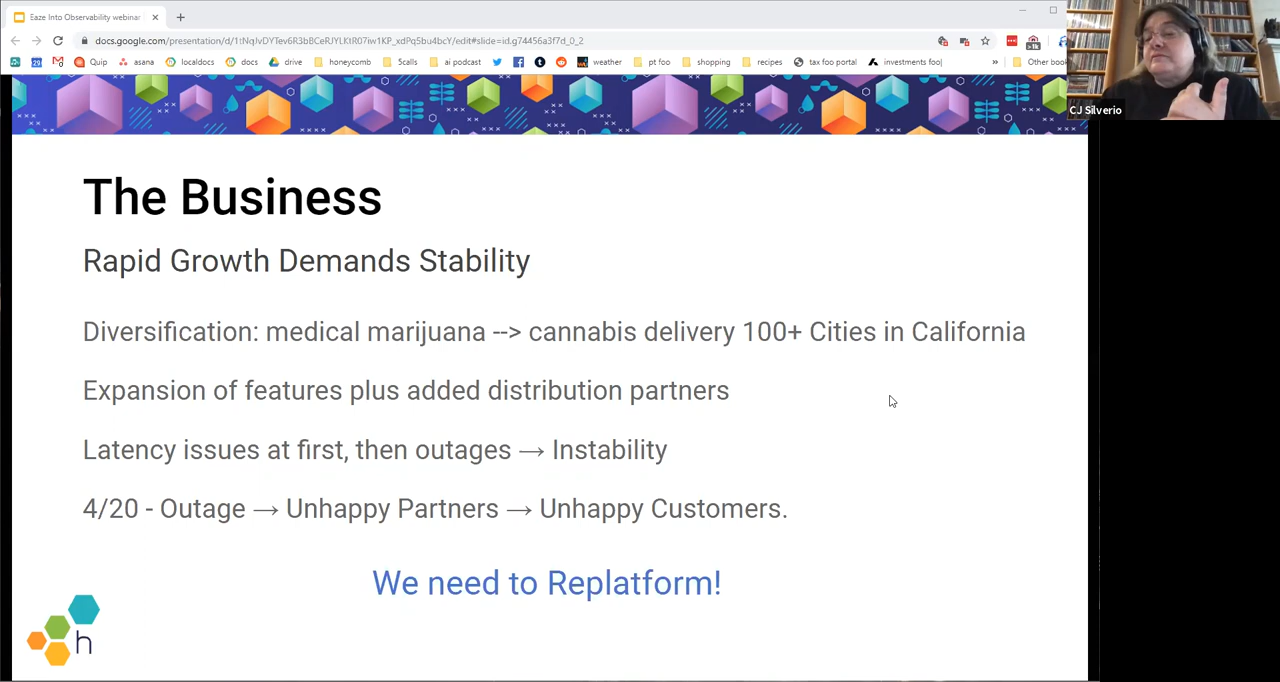 Eaze Into Observability webinar
docs.google.com/presentation/d/1tNqJvDYTev6R3bBCeRJYLKtR07iw1KP_xdPq5bu4bcY/edit#slide=id.g74456a3f7d_0_2
Quip asana localdocs docs drive honeycomb 5calls ai podcast weather pt foo shopping recipes tax foo portal investments foo » Other book
CJ Silverio
The Business
Rapid Growth Demands Stability
Diversification: medical marijuana --> cannabis delivery 100+ Cities in California
Expansion of features plus added distribution partners
Latency issues at first, then outages → Instability
4/20 - Outage → Unhappy Partners → Unhappy Customers.
We need to Replatform!
h